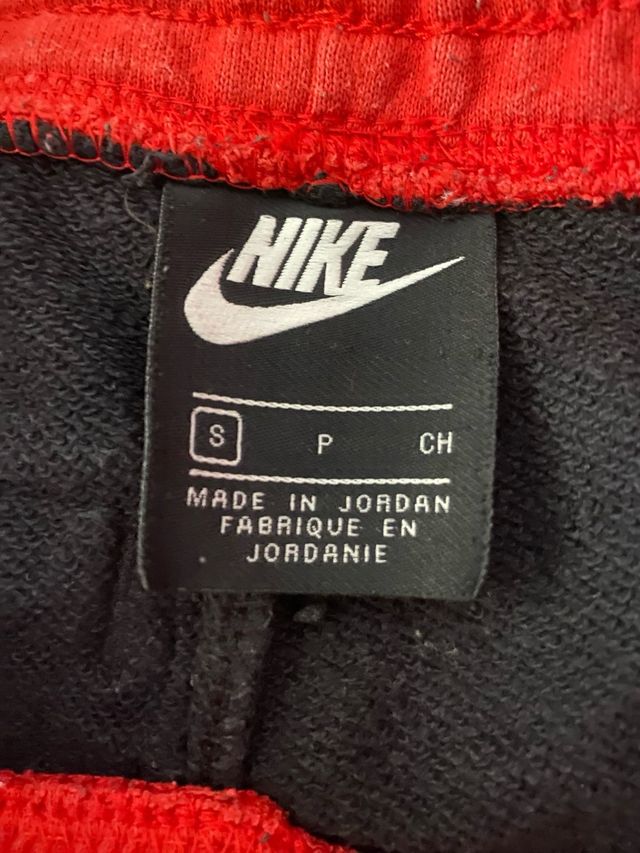 NIKE
S P CH
MADE IN JORDAN
FABRIQUE EN
JORDANIE